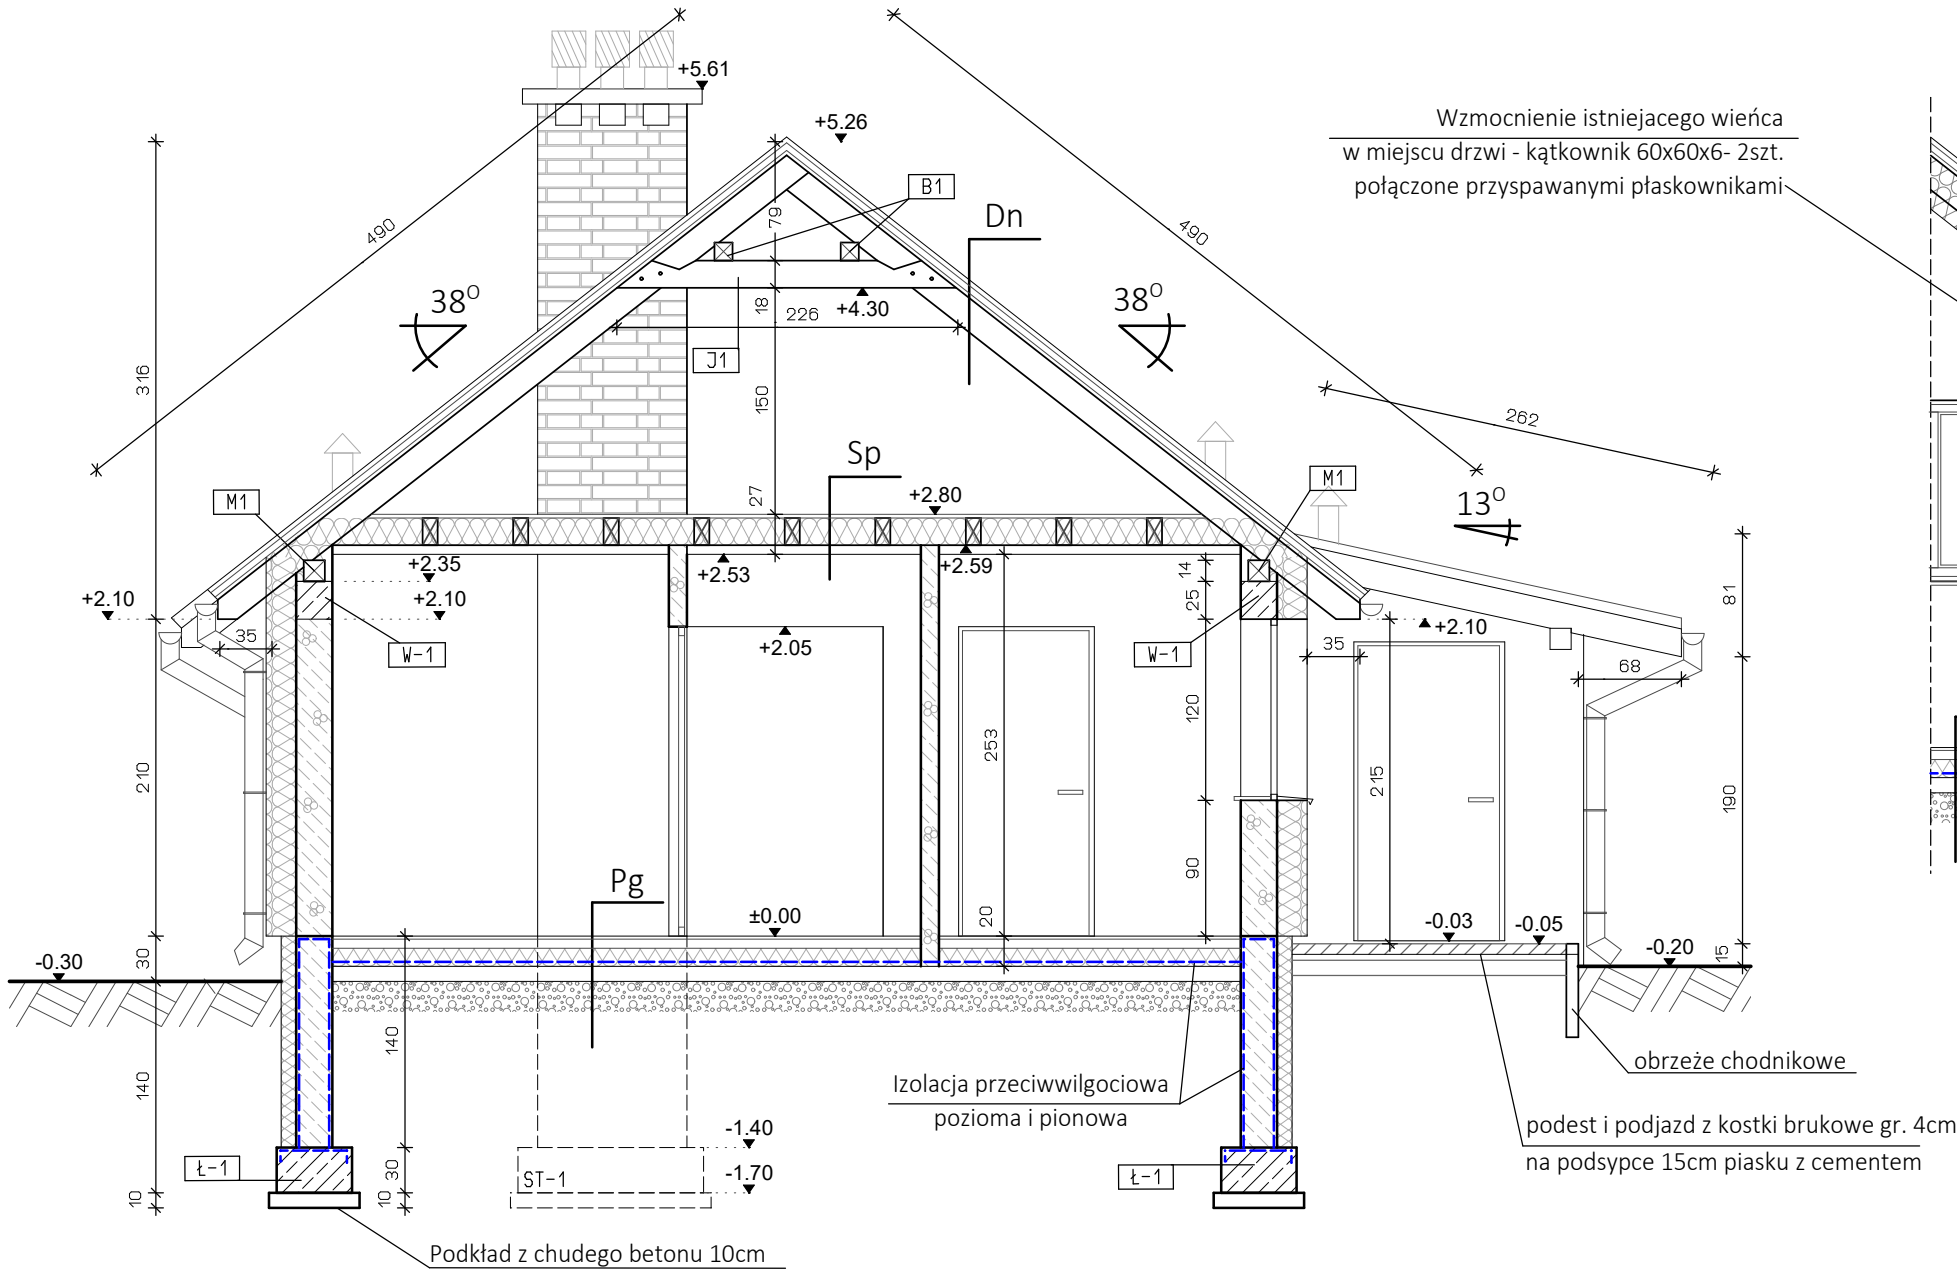 +5.61
+5.26
Wzmocnienie istniejacego wieńca
w miejscu drzwi - kątkownik 60x60x6- 2szt.
połączone przyspawanymi płaskownikami
B1
490
79
Dn
490
38⁰
18
+4.30
38⁰
226
J1
316
150
262
Sp
M1
27
+2.80
M1
13⁰
+2.35
+2.53
+2.59
14
+2.10
+2.10
25
81
35
+2.05
+2.10
W-1
W-1
35
68
253
120
210
215
190
90
Pg
±0.00
20
-0.03
-0.05
-0.30
30
-0.20
15
140
140
Izolacja przeciwwilgociowa
pozioma i pionowa
obrzeże chodnikowe
-1.40
podest i podjazd z kostki brukowe gr. 4cm
na podsypce 15cm piasku z cementem
Ł-1
30
ST-1
-1.70
Ł-1
10
10
Podkład z chudego betonu 10cm